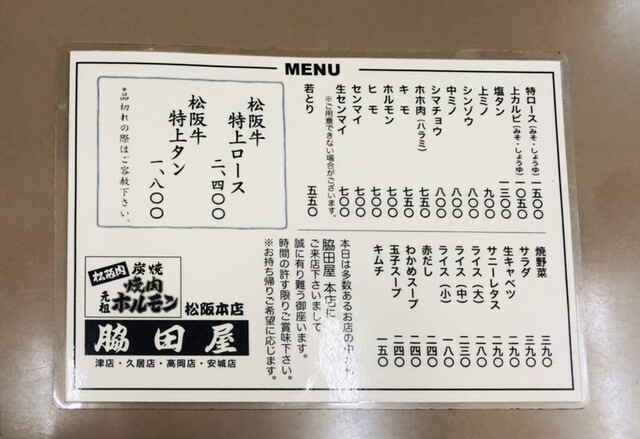 MENU
特ロース(みそ・しょうゆ) 一五〇〇
上カルビ(みそ・しょうゆ) 一〇五〇
塩タン 一三〇〇
上ミノ 九〇〇
シンゾウ 八〇〇
中ミノ 八〇〇
シマチョウ 八〇〇
ホホ肉(ハラミ) 七五〇
キモ 七五〇
ホルモン 七〇〇
ヒモ 七〇〇
センマイ 七〇〇
生センマイ 七〇〇
※ご用意できない場合がございます。
若とり 五五〇
松阪牛
特上ロース
二、四〇〇
松阪牛
特上タン
一、八〇〇
※品切れの際はご容赦下さい。
焼野菜 三九〇
サラダ 三九〇
生キャベツ 二九〇
サニーレタス 二九〇
ライス(大) 二八〇
ライス(中) 二三〇
ライス(小) 一八〇
赤だし 二四〇
わかめスープ 二四〇
玉子スープ 二四〇
キムチ 一五〇
本日は多数あるお店の中から
脇田屋 本店に
ご来店下さいまして
誠に有り難う御座います。
時間の許す限りご賞味下さい。
※お持ち帰りご希望に応じます。
松阪肉
炭焼
焼肉
元祖
ホルモン
松阪本店
脇田屋
津店・久居店・高岡店・安城店